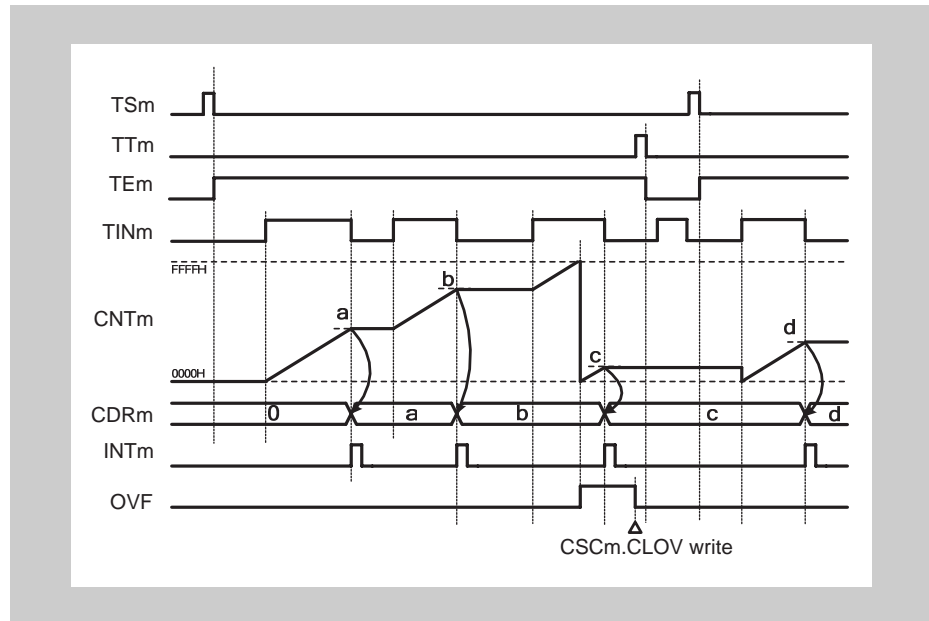 TSm
TTm
TEm
TINm
FFFFH
a
b
CNTm
c
d
0000H
CDRm 0 a b c d
INTm
OVF
CSCm.CLOV write